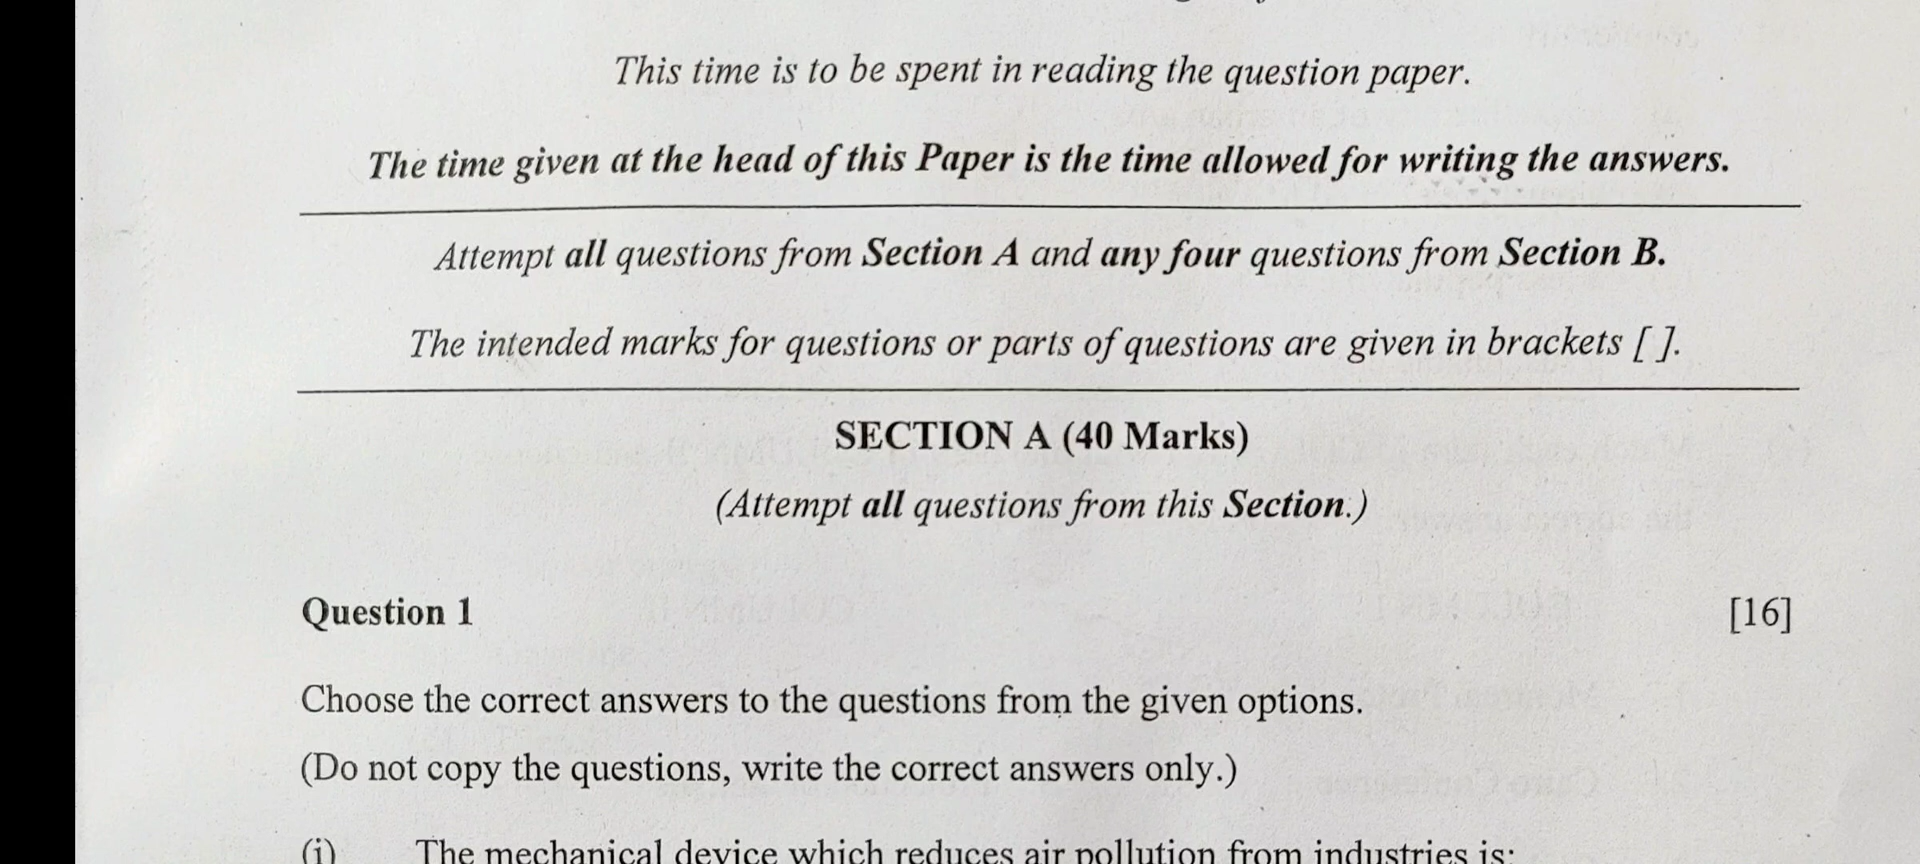 This time is to be spent in reading the question paper.
The time given at the head of this Paper is the time allowed for writing the answers.
Attempt all questions from Section A and any four questions from Section B.
The intended marks for questions or parts of questions are given in brackets [ ].
SECTION A (40 Marks)
(Attempt all questions from this Section.)
Question 1 [16]
Choose the correct answers to the questions from the given options.
(Do not copy the questions, write the correct answers only.)
(i) The mechanical device which reduces air pollution from industries is: